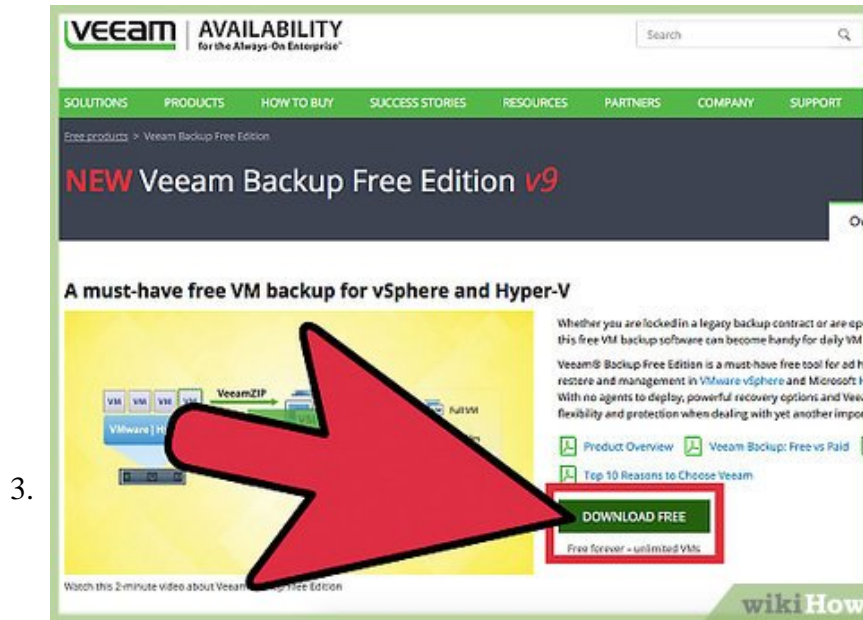 veeam AVAILABILITY
for the Always-On Enterprise™
Search
SOLUTIONS PRODUCTS HOW TO BUY SUCCESS STORIES RESOURCES PARTNERS COMPANY SUPPORT
Free products > Veeam Backup Free Edition
NEW Veeam Backup Free Edition v9
A must-have free VM backup for vSphere and Hyper-V
Whether you are locked in a legacy backup contract or are
this free VM backup software can become handy for daily VM
VM VM VM VM VeeamZIP
Full VM
VMware
Veeam® Backup Free Edition is a must-have free tool for ad
restore and management in VMware vSphere and Microsoft
With no agents to deploy, powerful recovery options and
flexibility and protection when dealing with yet another
Product Overview Veeam Backup: Free vs Paid
3.
Top 10 Reasons to Choose Veeam
DOWNLOAD FREE
Free forever – unlimited VMs
Watch this 2-minute video about Free Edition
wikiHow